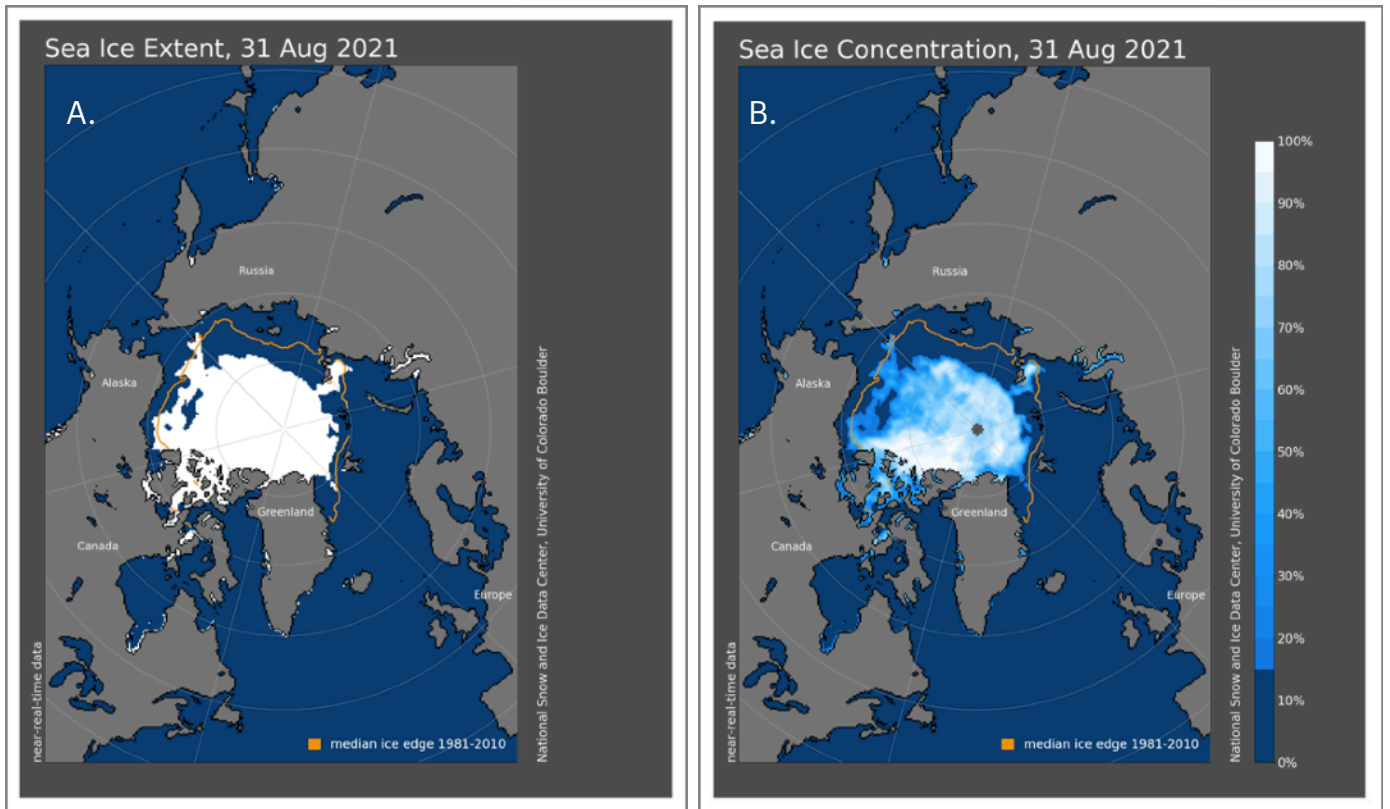 Sea Ice Extent, 31 Aug 2021
A.
Russia
Alaska
Canada
Greenland
Europe
near-real-time data
median ice edge 1981-2010
National Snow and Ice Data Center, University of Colorado Boulder
Sea Ice Concentration, 31 Aug 2021
B.
Russia
Alaska
Canada
Greenland
Europe
near-real-time data
median ice edge 1981-2010
National Snow and Ice Data Center, University of Colorado Boulder
100%
90%
80%
70%
60%
50%
40%
30%
20%
10%
0%